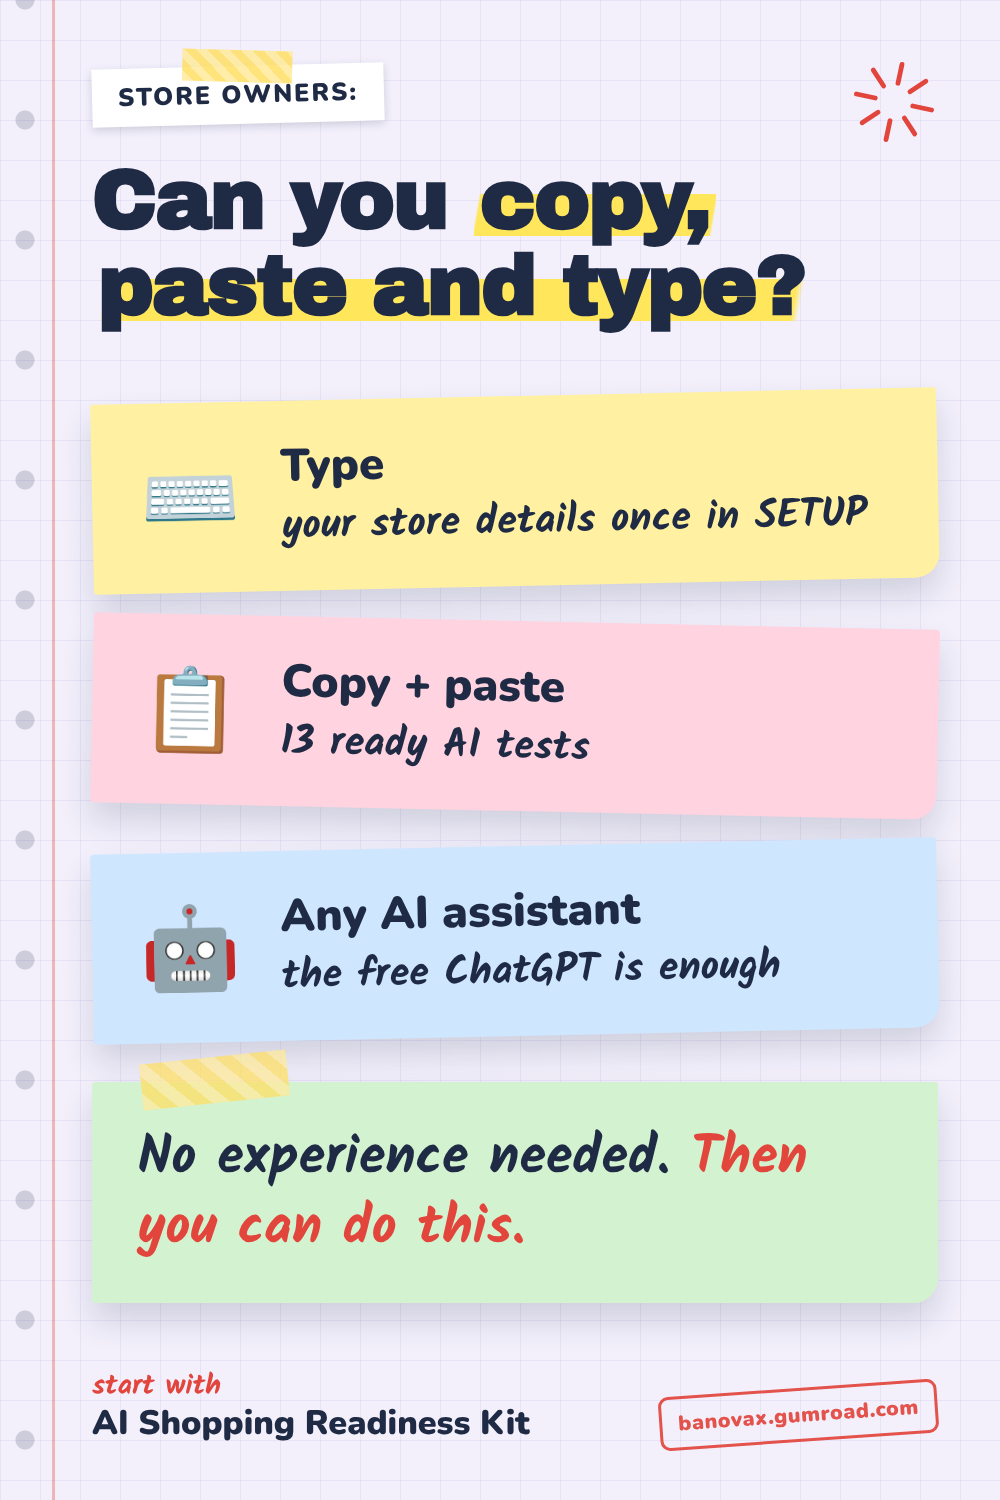 STORE OWNERS:
Can you copy,
paste and type?
Type
your store details once in SETUP
Copy + paste
13 ready AI tests
Any AI assistant
the free ChatGPT is enough
No experience needed. Then
you can do this.
start with
AI Shopping Readiness Kit
banovax.gumroad.com